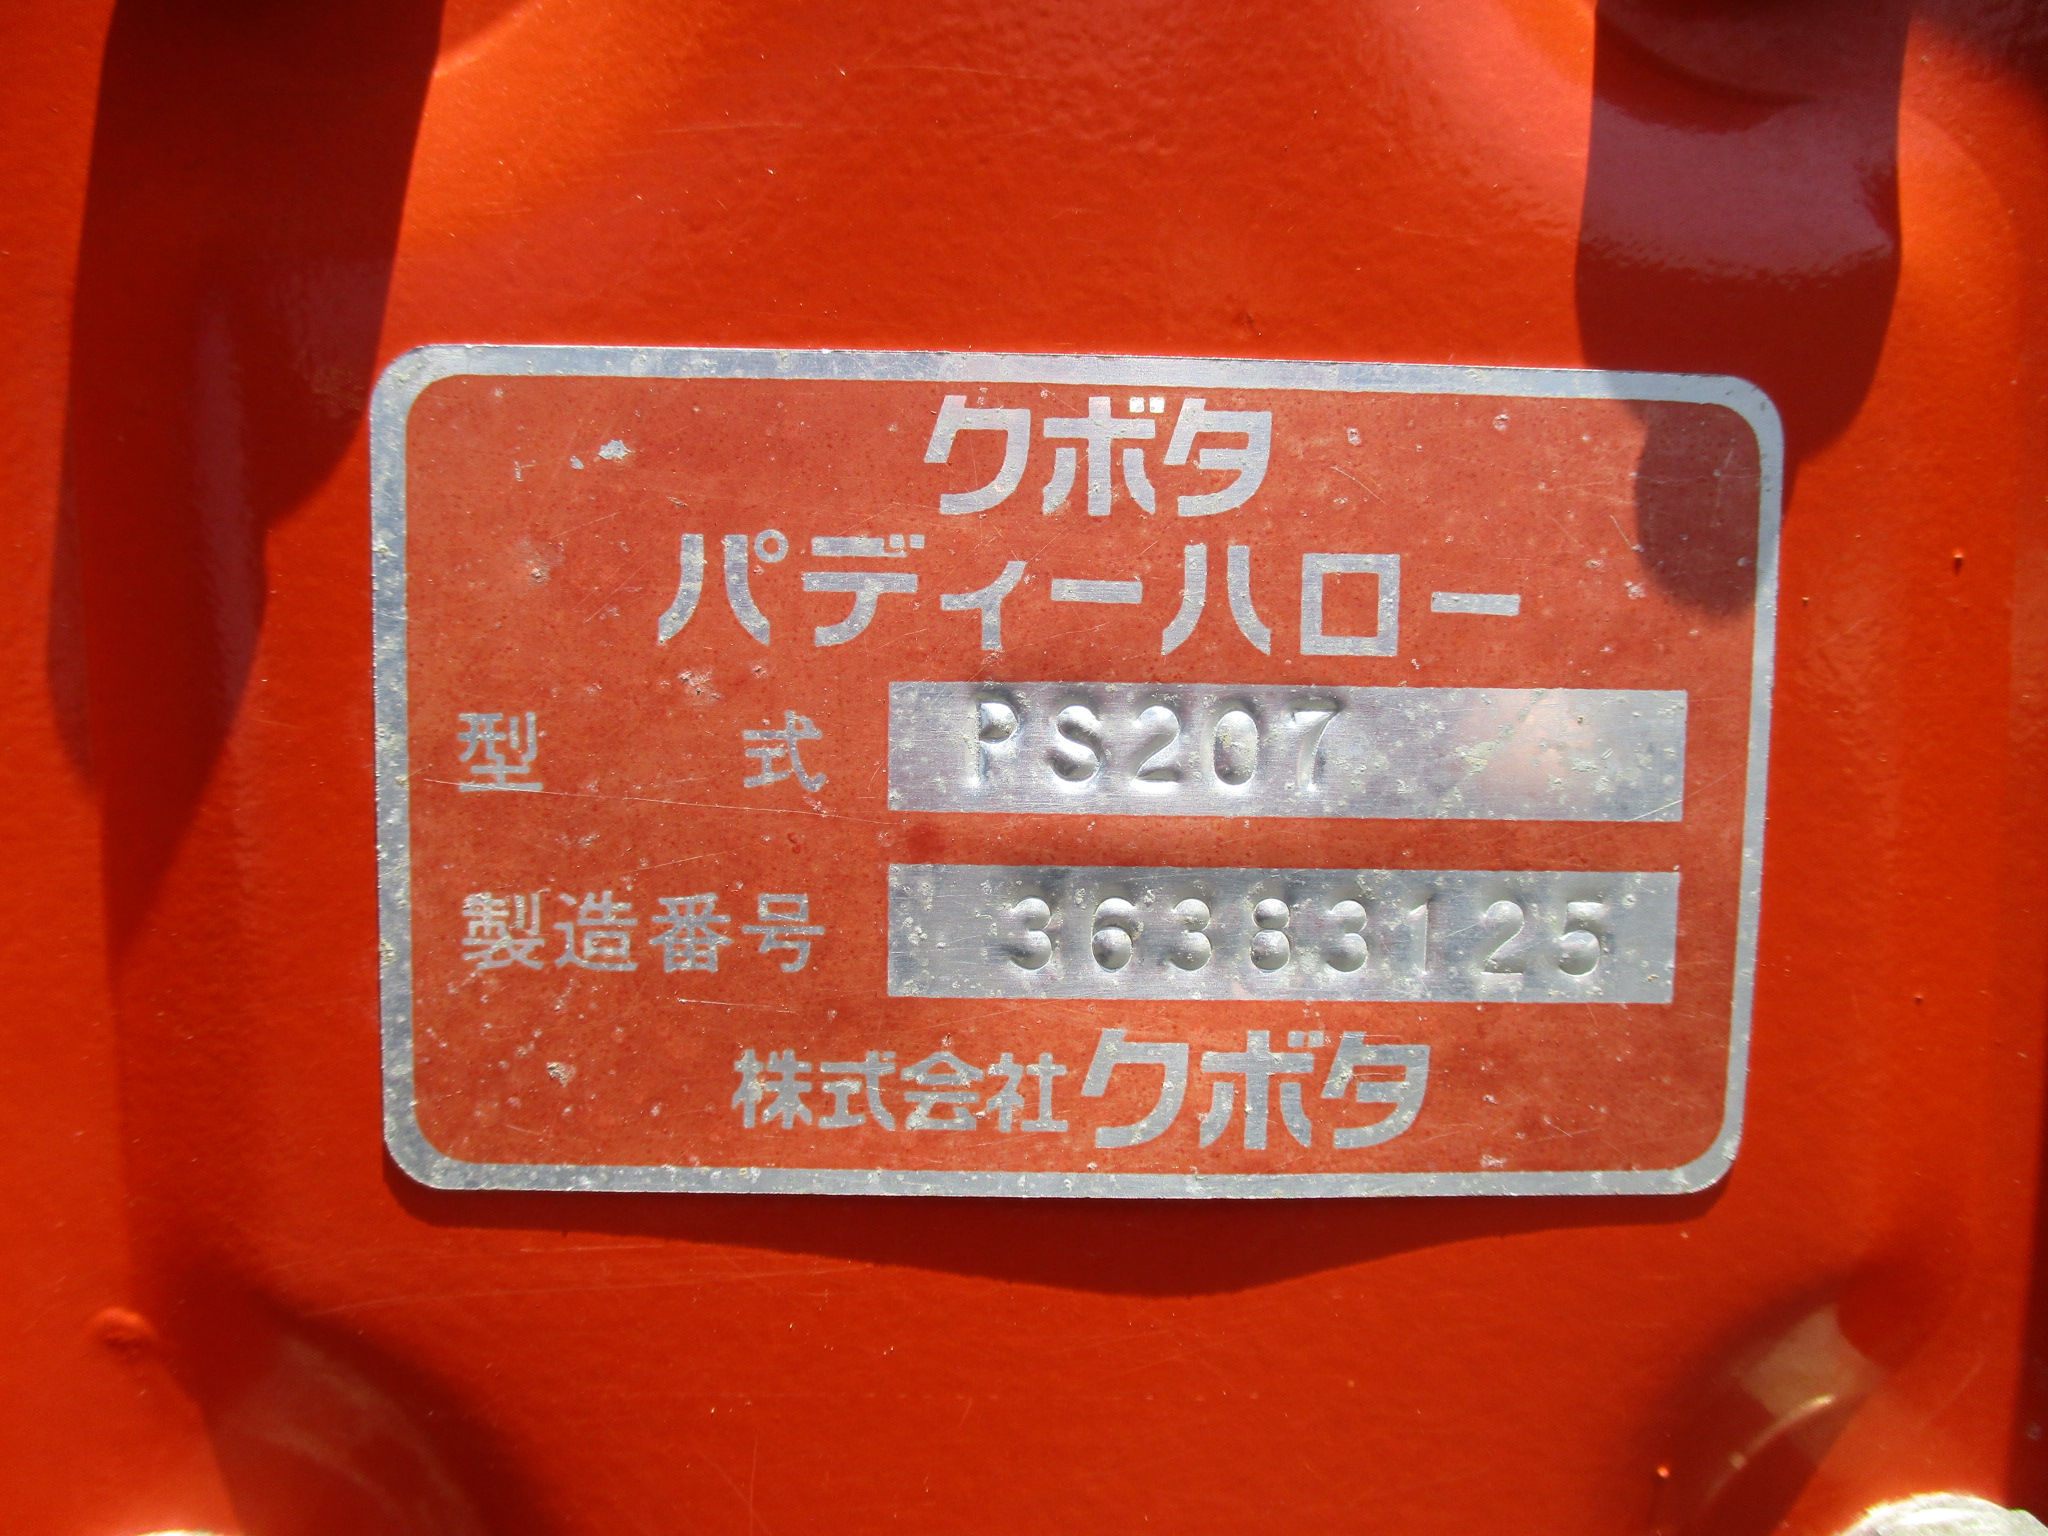 クボタ
パディーハロー
型式 PS207
製造番号 36383125
株式会社クボタ